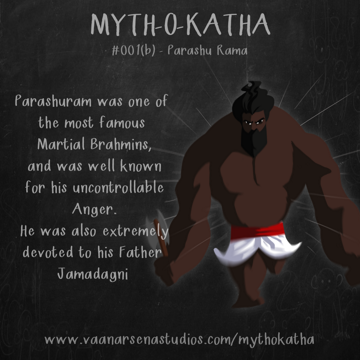 MYTH-O-KATHA
#001(b) - Parashu Rama
Parashuram was one of
the most famous
Martial Brahmins,
and was well known
for his uncontrollable
Anger.
He was also extremely
devoted to his Father
Jamadagni
www.vaanarsenastudios.com/mythokatha